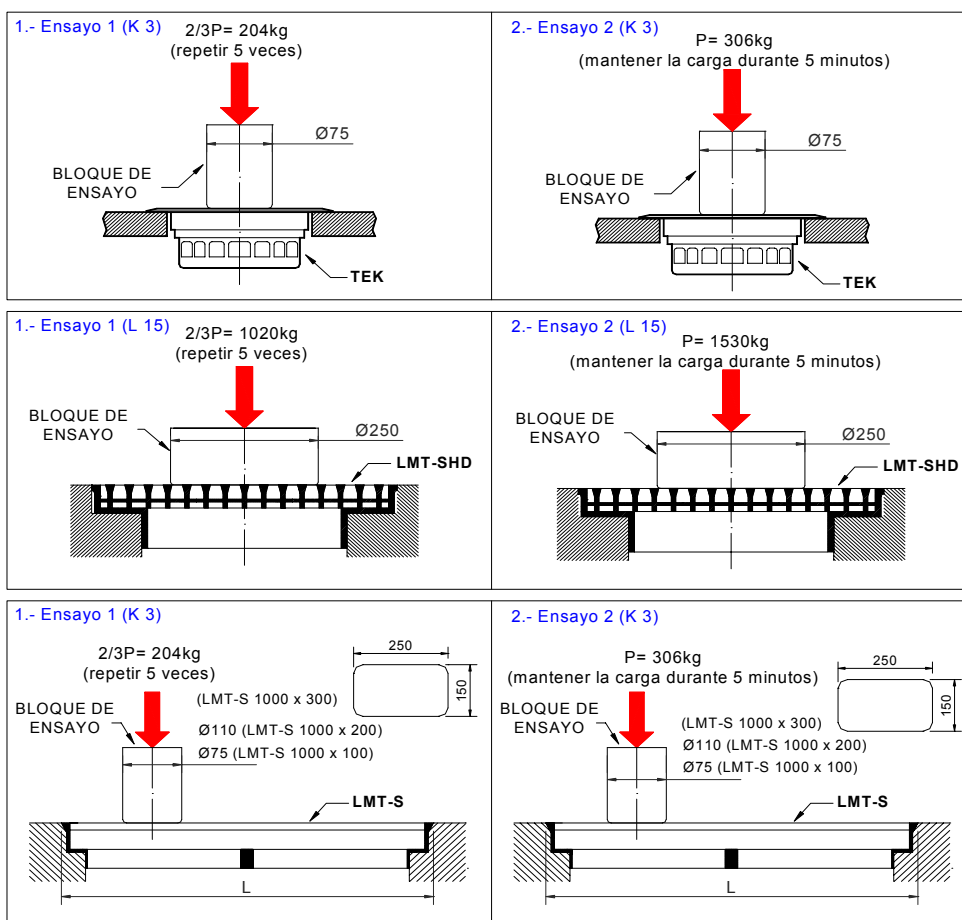 1.- Ensayo 1 (K 3)
2/3P= 204kg
(repetir 5 veces)
Ø75
BLOQUE DE
ENSAYO
TEK
2.- Ensayo 2 (K 3)
P= 306kg
(mantener la carga durante 5 minutos)
Ø75
BLOQUE DE
ENSAYO
TEK
1.- Ensayo 1 (L 15)
2/3P= 1020kg
(repetir 5 veces)
BLOQUE DE
ENSAYO
Ø250
LMT-SHD
2.- Ensayo 2 (L 15)
P= 1530kg
(mantener la carga durante 5 minutos)
BLOQUE DE
ENSAYO
Ø250
LMT-SHD
1.- Ensayo 1 (K 3)
2/3P= 204kg
(repetir 5 veces)
250
150
(LMT-S 1000 x 300)
BLOQUE DE
ENSAYO
Ø110 (LMT-S 1000 x 200)
Ø75 (LMT-S 1000 x 100)
LMT-S
L
2.- Ensayo 2 (K 3)
P= 306kg
(mantener la carga durante 5 minutos)
250
150
BLOQUE DE
ENSAYO
(LMT-S 1000 x 300)
Ø110 (LMT-S 1000 x 200)
Ø75 (LMT-S 1000 x 100)
LMT-S
L